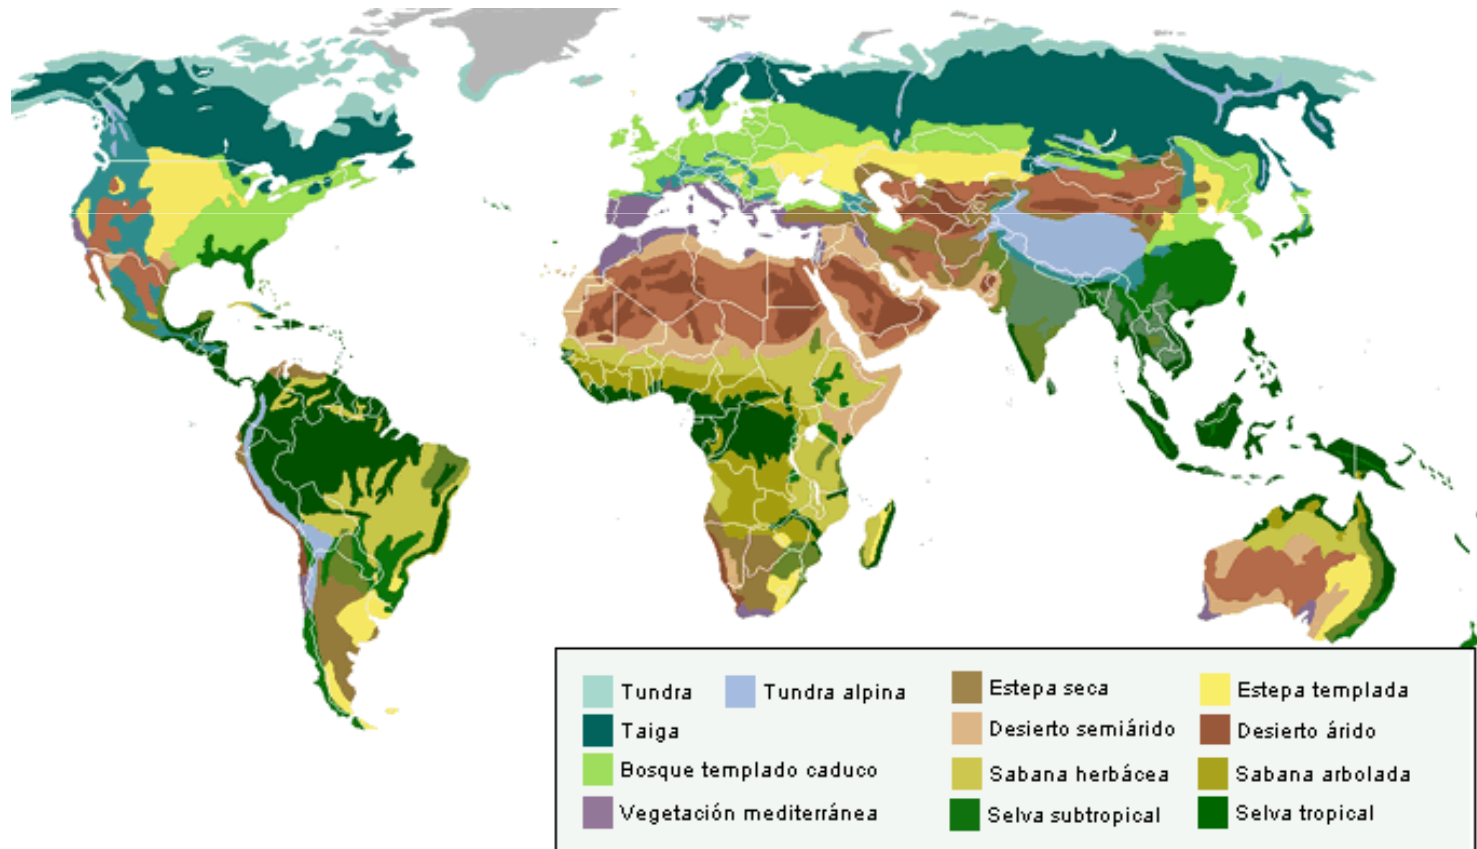 Tundra
Tundra alpina
Estepa seca
Estepa templada
Taiga
Desierto semiárido
Desierto árido
Bosque templado caduco
Sabana herbácea
Sabana arbolada
Vegetación mediterránea
Selva subtropical
Selva tropical